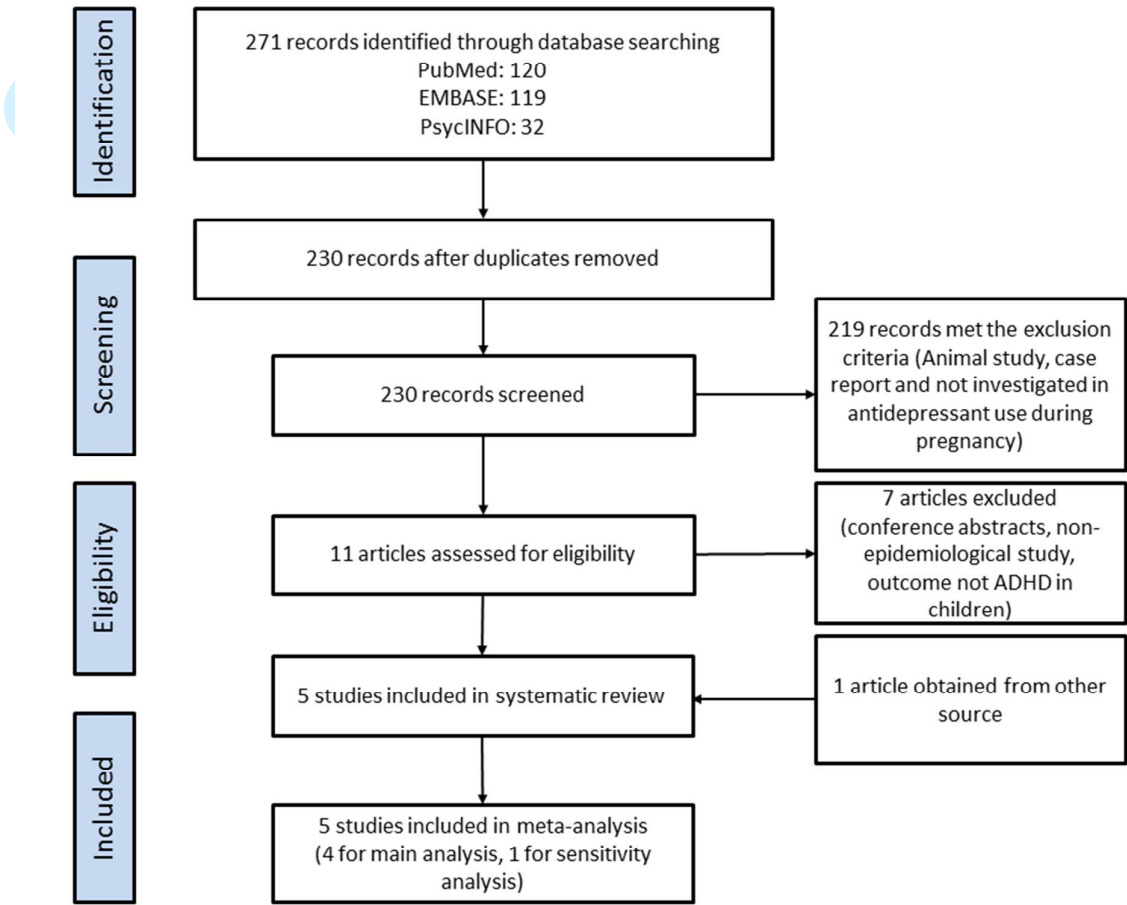 Identification
271 records identified through database searching
PubMed: 120
EMBASE: 119
PsycINFO: 32
230 records after duplicates removed
Screening
230 records screened
219 records met the exclusion
criteria (Animal study, case
report and not investigated in
antidepressant use during
pregnancy)
Eligibility
11 articles assessed for eligibility
7 articles excluded
(conference abstracts, non-
epidemiological study,
outcome not ADHD in
children)
5 studies included in systematic review
1 article obtained from other
source
Included
5 studies included in meta-analysis
(4 for main analysis, 1 for sensitivity
analysis)